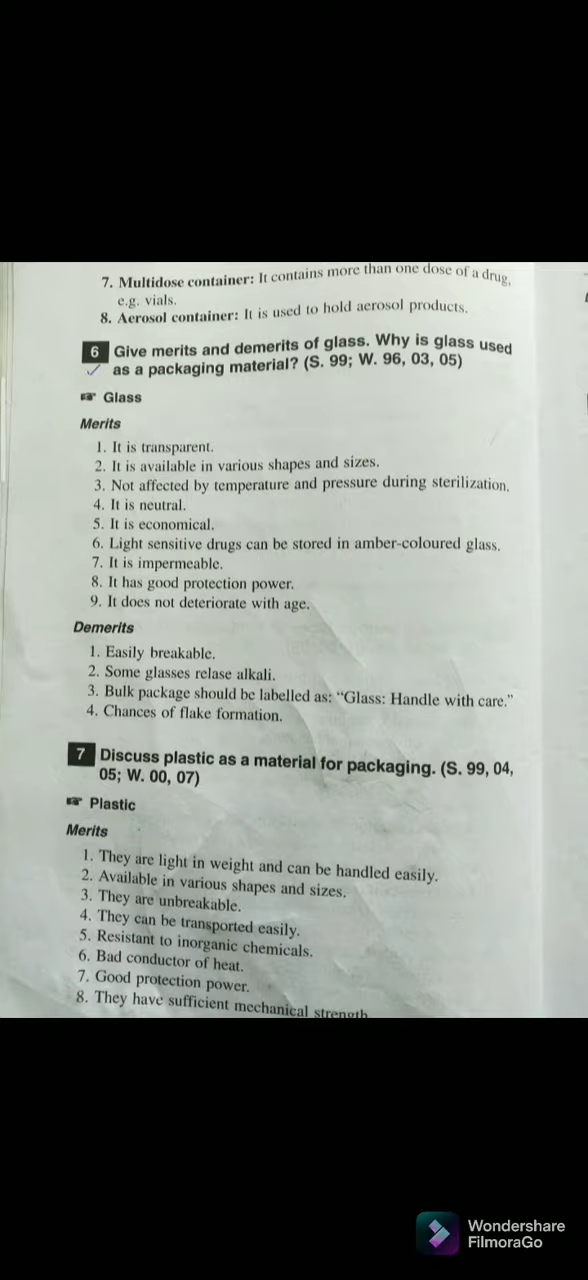 7. Multidose container: It contains more than one dose of a drug,
e.g. vials.
8. Aerosol container: It is used to hold aerosol products.
6 Give merits and demerits of glass. Why is glass used
as a packaging material? (S. 99; W. 96, 03, 05)
Glass
Merits
1. It is transparent.
2. It is available in various shapes and sizes.
3. Not affected by temperature and pressure during sterilization.
4. It is neutral.
5. It is economical.
6. Light sensitive drugs can be stored in amber-coloured glass.
7. It is impermeable.
8. It has good protection power.
9. It does not deteriorate with age.
Demerits
1. Easily breakable.
2. Some glasses relase alkali.
3. Bulk package should be labelled as: “Glass: Handle with care.”
4. Chances of flake formation.
7 Discuss plastic as a material for packaging. (S. 99, 04,
05; W. 00, 07)
Plastic
Merits
1. They are light in weight and can be handled easily.
2. Available in various shapes and sizes.
3. They are unbreakable.
4. They can be transported easily.
5. Resistant to inorganic chemicals.
6. Bad conductor of heat.
7. Good protection power.
8. They have sufficient mechanical strength
Wondershare
FilmoraGo